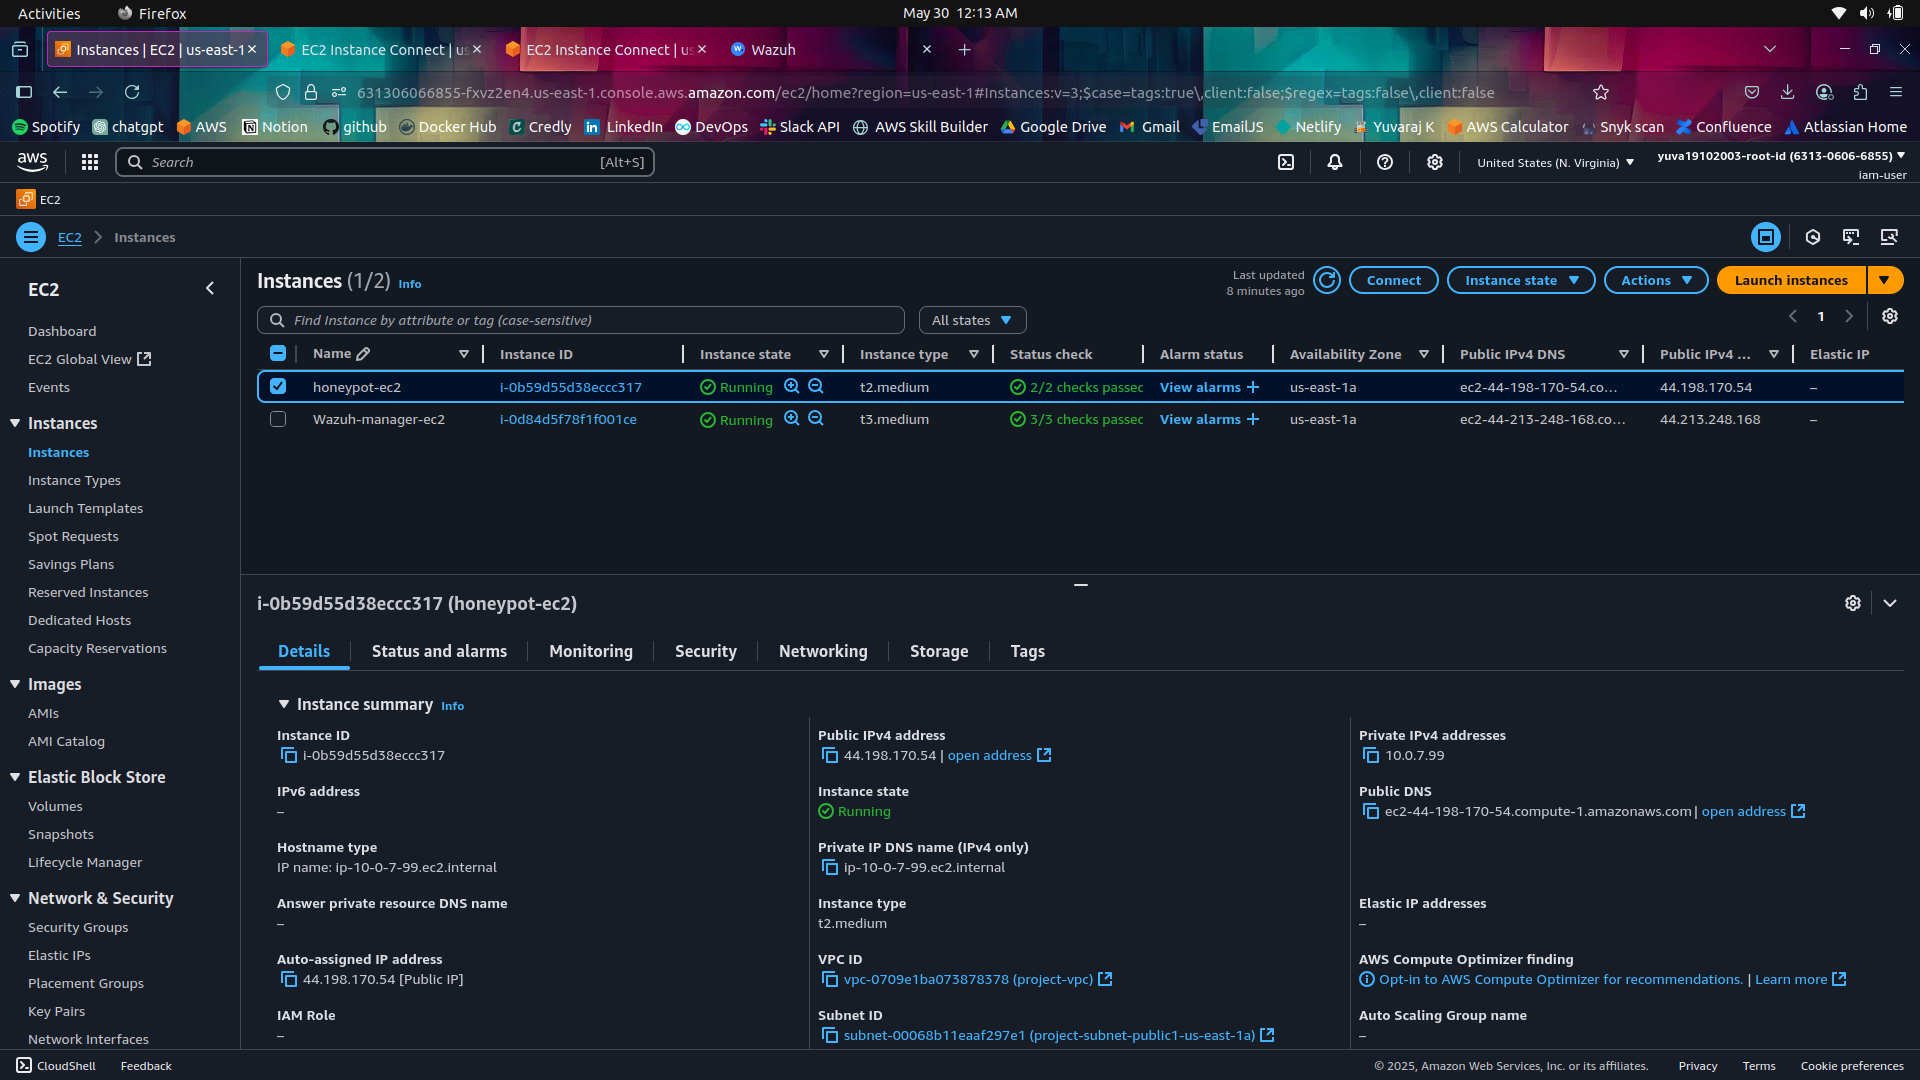 Activities
Firefox
May 30 12:13 AM
Instances | EC2 | us-east-1
EC2 Instance Connect | us
EC2 Instance Connect | us
Wazuh
631306066855-fxvz2en4.us-east-1.console.aws.amazon.com/ec2/home?region=us-east-1#Instances:v=3;$case=tags:true\,client:false;$regex=tags:false\,client:false
Spotify
chatgpt
AWS
Notion
github
Docker Hub
Credly
LinkedIn
DevOps
Slack API
AWS Skill Builder
Google Drive
Gmail
EmailJS
Netlify
Yuvaraj K
AWS Calculator
Snyk scan
Confluence
Atlassian Home
aws
Search
[Alt+S]
United States (N. Virginia)
yuva19102003-root-id (6313-0606-6855)
iam-user
EC2
EC2
Instances
EC2
Dashboard
EC2 Global View
Events
Instances
Instances
Instance Types
Launch Templates
Spot Requests
Savings Plans
Reserved Instances
Dedicated Hosts
Capacity Reservations
Images
AMIs
AMI Catalog
Elastic Block Store
Volumes
Snapshots
Lifecycle Manager
Network & Security
Security Groups
Elastic IPs
Placement Groups
Key Pairs
Network Interfaces
Instances (1/2) Info
Last updated
8 minutes ago
Connect
Instance state
Actions
Launch instances
Find Instance by attribute or tag (case-sensitive)
All states
1
Name
Instance ID
Instance state
Instance type
Status check
Alarm status
Availability Zone
Public IPv4 DNS
Public IPv4 ...
Elastic IP
honeypot-ec2
i-0b59d55d38eccc317
Running
t2.medium
2/2 checks passec
View alarms +
us-east-1a
ec2-44-198-170-54.co...
44.198.170.54
–
Wazuh-manager-ec2
i-0d84d5f78f1f001ce
Running
t3.medium
3/3 checks passec
View alarms +
us-east-1a
ec2-44-213-248-168.co...
44.213.248.168
–
i-0b59d55d38eccc317 (honeypot-ec2)
Details
Status and alarms
Monitoring
Security
Networking
Storage
Tags
Instance summary Info
Instance ID
i-0b59d55d38eccc317
Public IPv4 address
44.198.170.54 | open address
Private IPv4 addresses
10.0.7.99
IPv6 address
–
Instance state
Running
Public DNS
ec2-44-198-170-54.compute-1.amazonaws.com | open address
Hostname type
IP name: ip-10-0-7-99.ec2.internal
Private IP DNS name (IPv4 only)
ip-10-0-7-99.ec2.internal
Answer private resource DNS name
–
Instance type
t2.medium
Elastic IP addresses
–
Auto-assigned IP address
44.198.170.54 [Public IP]
VPC ID
vpc-0709e1ba073878378 (project-vpc)
AWS Compute Optimizer finding
Opt-in to AWS Compute Optimizer for recommendations. | Learn more
IAM Role
–
Subnet ID
subnet-00068b11eaaf297e1 (project-subnet-public1-us-east-1a)
Auto Scaling Group name
–
CloudShell
Feedback
© 2025, Amazon Web Services, Inc. or its affiliates.
Privacy
Terms
Cookie preferences